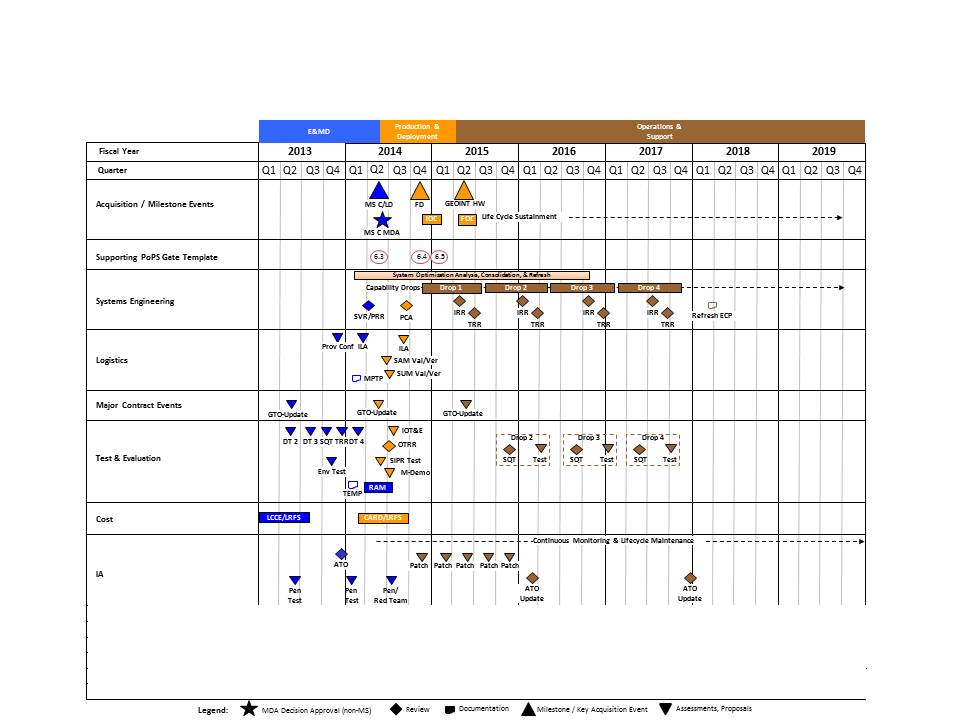 E&MD
Production &
Deployment
Operations &
Support
Fiscal Year 2013 2014 2015 2016 2017 2018 2019
Quarter Q1 Q2 Q3 Q4 Q1 Q2 Q3 Q4 Q1 Q2 Q3 Q4 Q1 Q2 Q3 Q4 Q1 Q2 Q3 Q4 Q1 Q2 Q3 Q4 Q1 Q2 Q3 Q4
Acquisition / Milestone Events
MS C/LD FD GEOINT HW
IOC FOC Life Cycle Sustainment
MS C MDA
Supporting PoPS Gate Template 6.3 6.4 6.5
System Optimization Analysis, Consolidation, & Refresh
Capability Drops Drop 1 Drop 2 Drop 3 Drop 4
Systems Engineering
SVR/PRR PCA IRR TRR IRR TRR IRR TRR IRR TRR Refresh ECP
Prov Conf ILA ILA
Logistics
SAM Val/Ver
SUM Val/Ver
MPTP
Major Contract Events
GTO-Update GTO-Update GTO-Update
IOT&E
DT 2 DT 3 SQT TRR DT 4 OTRR
Drop 2 Drop 3 Drop 4
Test & Evaluation
SIPR Test SQT Test SQT Test SQT Test
Env Test M-Demo
TEMP RAM
Cost LCCE/LRFS CARD/LRFS
Continuous Monitoring & Lifecycle Maintenance
ATO Patch Patch Patch Patch Patch
IA
Pen
Test
Pen
Test
Pen/
Red Team
ATO
Update
ATO
Update
Legend: MDA Decision Approval (non-MS) Review Documentation Milestone / Key Acquisition Event Assessments, Proposals